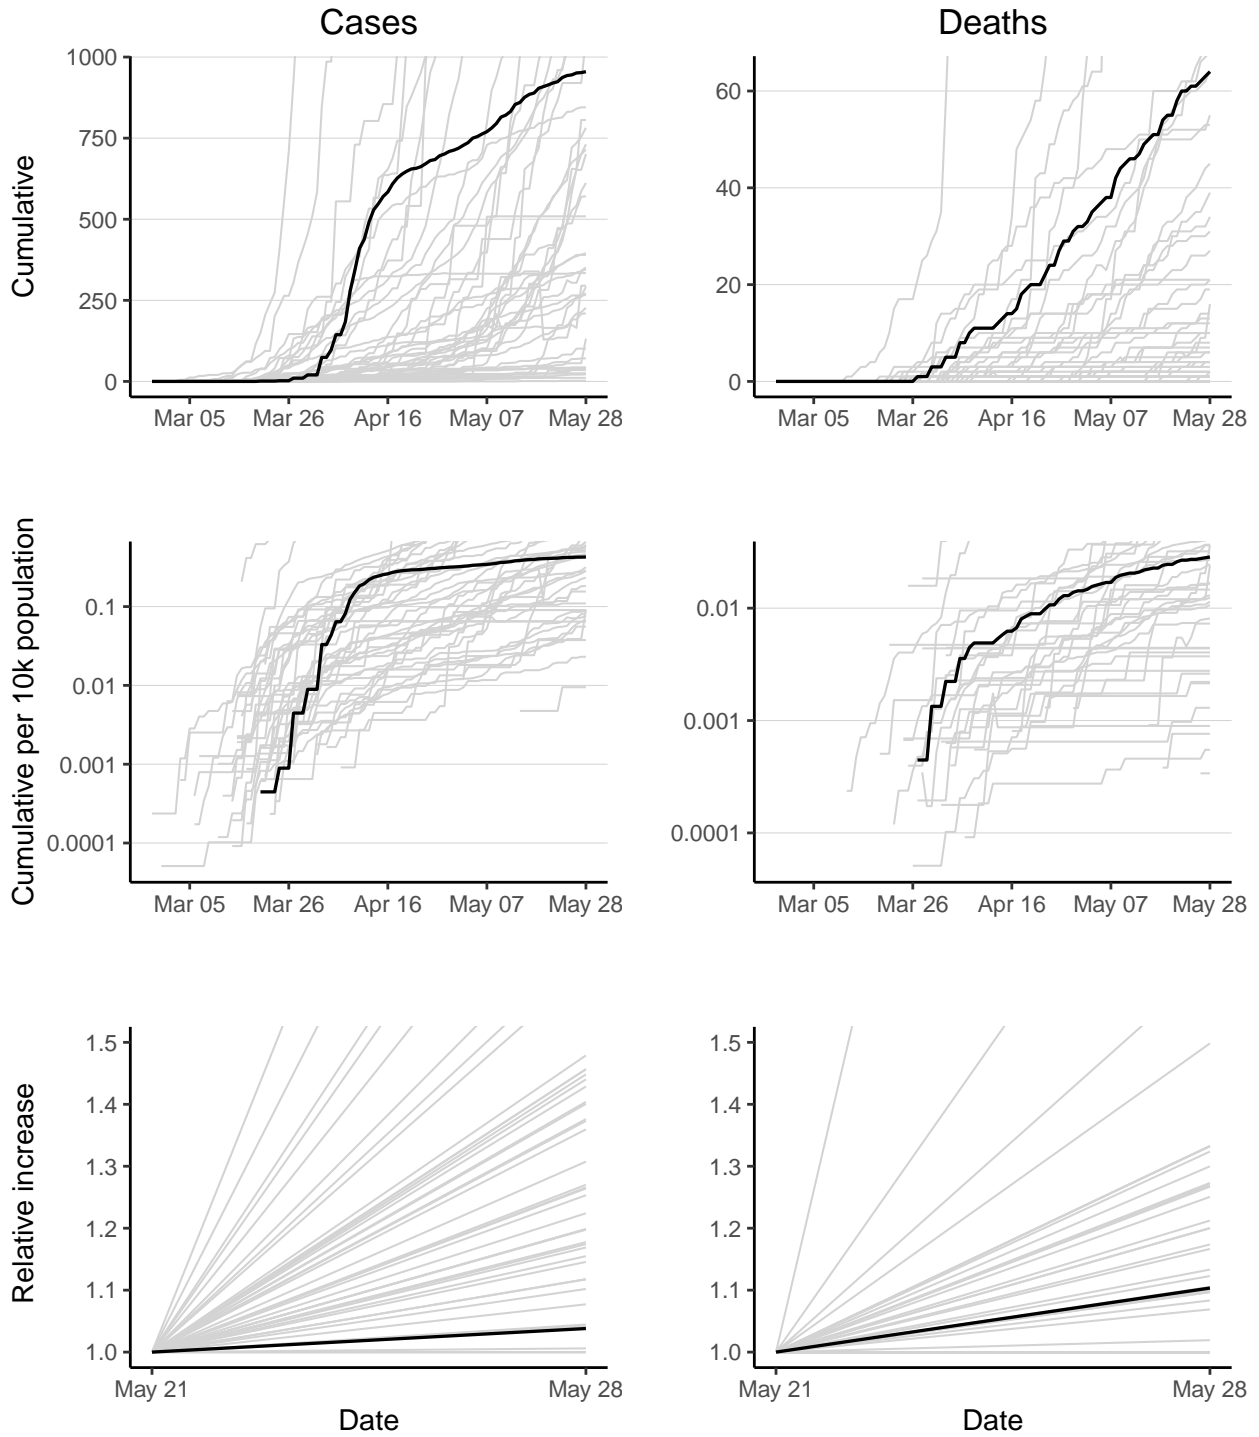 Cases
Deaths
Cumulative
1000
750
500
250
0
Mar 05 Mar 26 Apr 16 May 07 May 28
60
40
20
0
Mar 05 Mar 26 Apr 16 May 07 May 28
Cumulative per 10k population
0.1
0.01
0.001
0.0001
Mar 05 Mar 26 Apr 16 May 07 May 28
0.01
0.001
0.0001
Mar 05 Mar 26 Apr 16 May 07 May 28
Relative increase
1.5
1.4
1.3
1.2
1.1
1.0
May 21 May 28
Date
1.5
1.4
1.3
1.2
1.1
1.0
May 21 May 28
Date